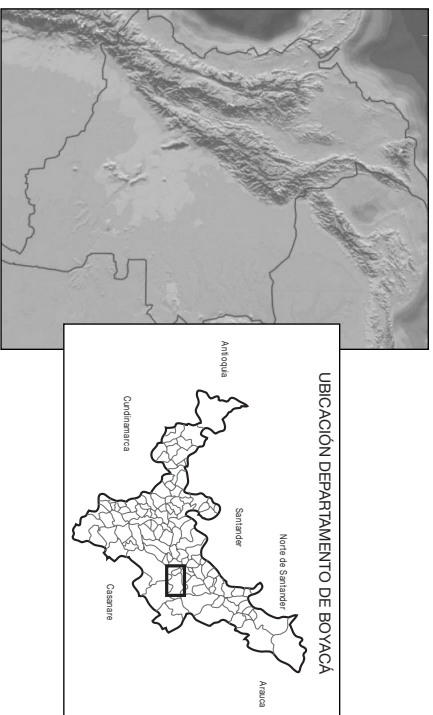 UBICACIÓN DEPARTAMENTO DE BOYACÁ
Norte de Santander
Arauca
Santander
Antioquia
Cundinamarca
Casanare